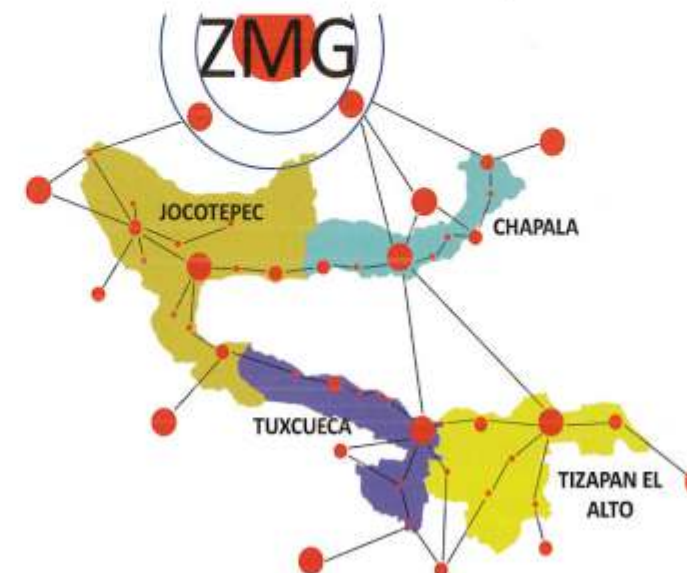 ZMG
JOCOTEPEC
CHAPALA
TUXCUECA
TIZAPAN EL
ALTO